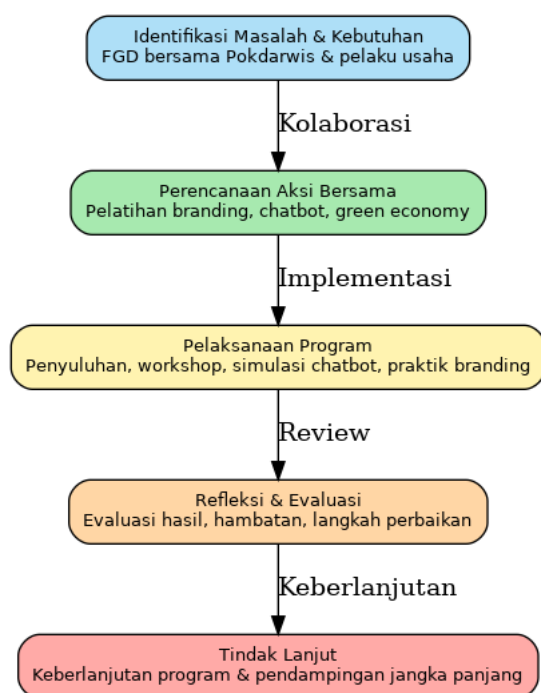 Identifikasi Masalah & Kebutuhan
FGD bersama Pokdarwis & pelaku usaha
Kolaborasi
Perencanaan Aksi Bersama
Pelatihan branding, chatbot, green economy
Implementasi
Pelaksanaan Program
Penyuluhan, workshop, simulasi chatbot, praktik branding
Review
Refleksi & Evaluasi
Evaluasi hasil, hambatan, langkah perbaikan
Keberlanjutan
Tindak Lanjut
Keberlanjutan program & pendampingan jangka panjang